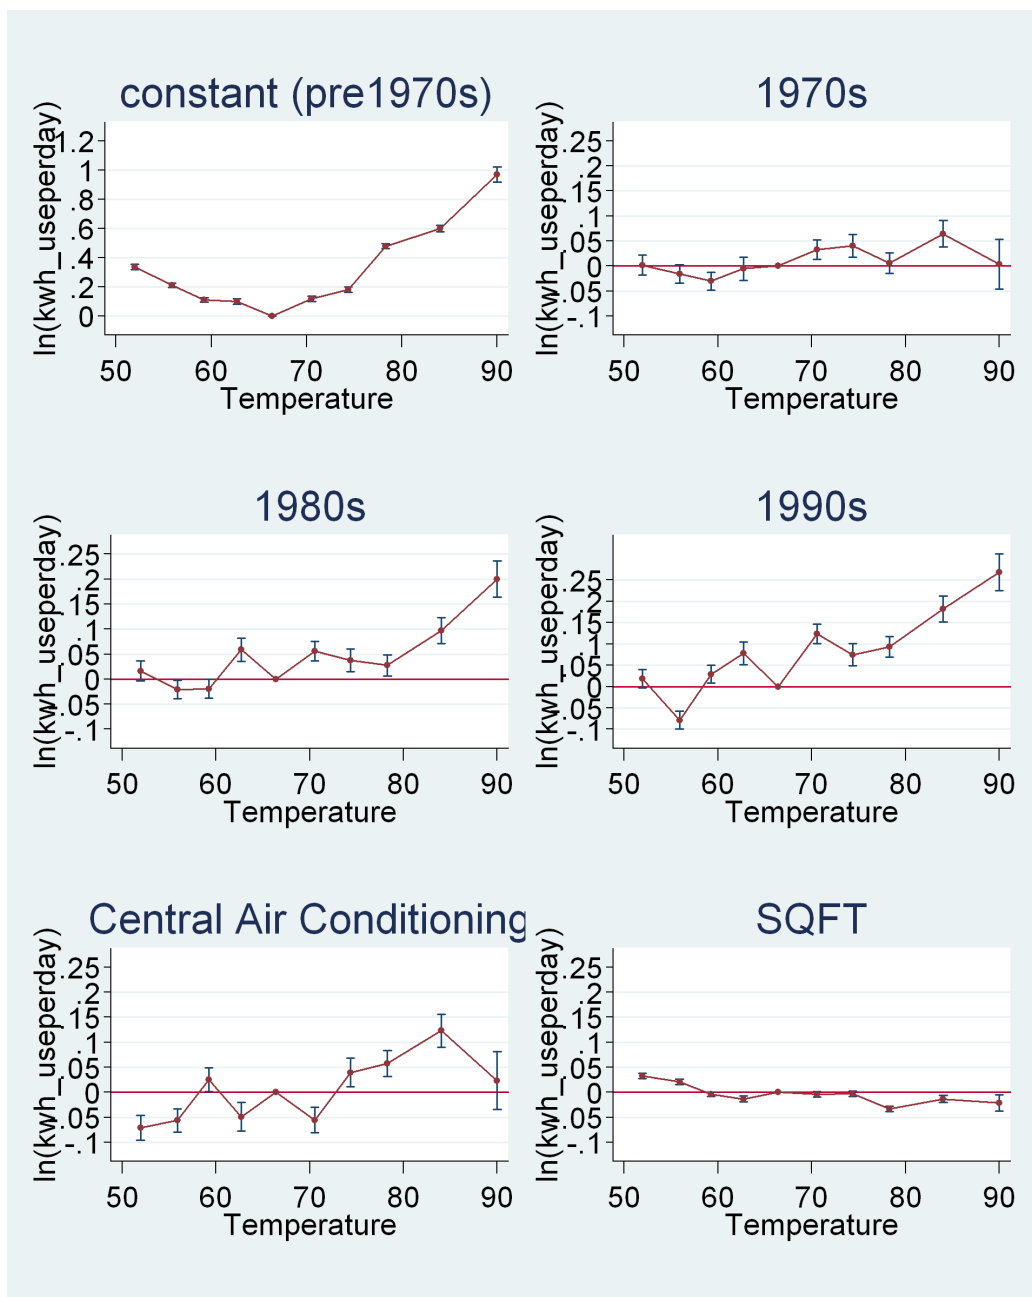 constant (pre1970s)
ln(kwh_useperday)
1.2
1
.8
.6
.4
.2
0
50 60 70 80 90
Temperature
1970s
ln(kwh_useperday)
.25
.2
.15
.1
.05
0
-.05
-.1
50 60 70 80 90
Temperature
1980s
ln(kwh_useperday)
.25
.2
.15
.1
.05
0
-.05
-.1
50 60 70 80 90
Temperature
1990s
ln(kwh_useperday)
.25
.2
.15
.1
.05
0
-.05
-.1
50 60 70 80 90
Temperature
Central Air Conditioning
ln(kwh_useperday)
.25
.2
.15
.1
.05
0
-.05
-.1
50 60 70 80 90
Temperature
SQFT
ln(kwh_useperday)
.25
.2
.15
.1
.05
0
-.05
-.1
50 60 70 80 90
Temperature